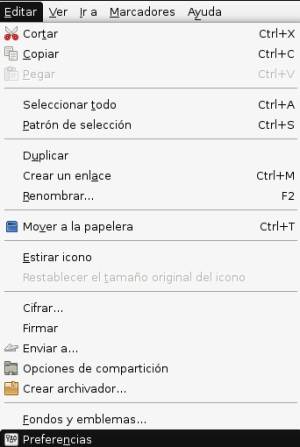 Editar Ver Ir a Marcadores Ayuda
Cortar Ctrl+X
Copiar Ctrl+C
Pegar Ctrl+V
Seleccionar todo Ctrl+A
Patrón de selección Ctrl+S
Duplicar
Crear un enlace Ctrl+M
Renombrar... F2
Mover a la papelera Ctrl+T
Estirar icono
Restablecer el tamaño original del icono
Cifrar...
Firmar
Enviar a...
Opciones de compartición
Crear archivador...
Fondos y emblemas...
Preferencias